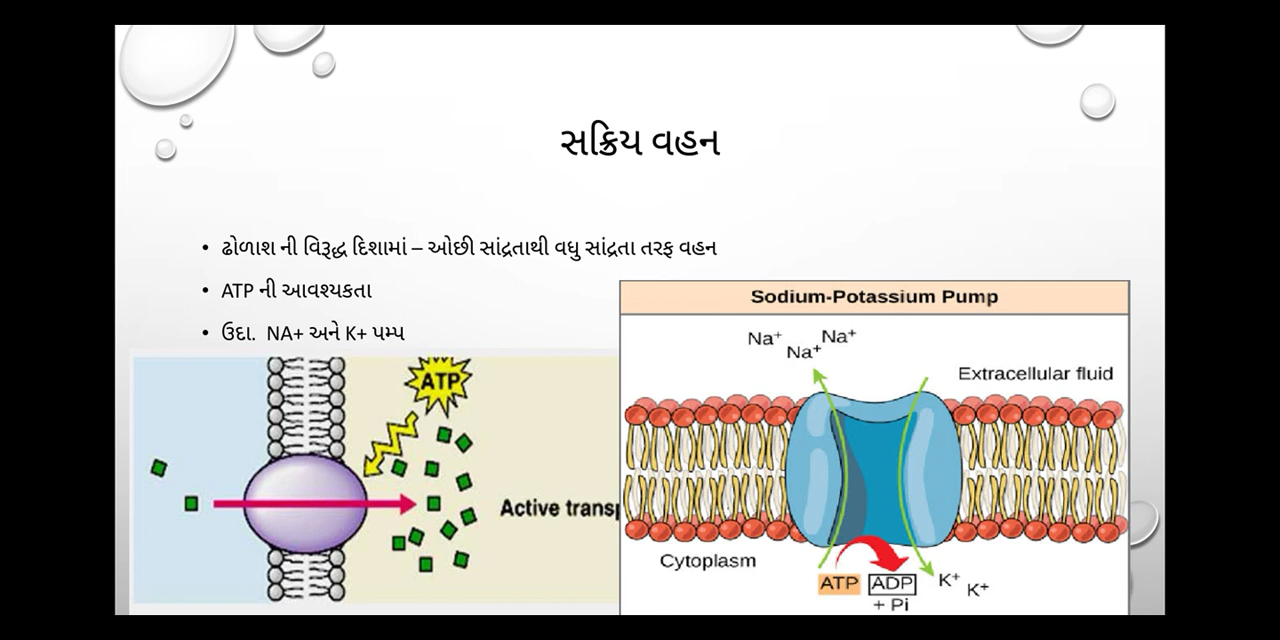 સક્રિય વહન
• ઢોળાશ ની વિરૂદ્ધ દિશામાં – ઓછી સાંદ્રતાથી વધુ સાંદ્રતા તરફ વહન
• ATP ની આવશ્યકતા
• ઉદા. NA+ અને K+ પમ્પ
ATP
Active transp
Sodium-Potassium Pump
Na⁺ Na⁺ Na⁺
Extracellular fluid
Cytoplasm
ATP ADP K⁺ K⁺
+ Pi